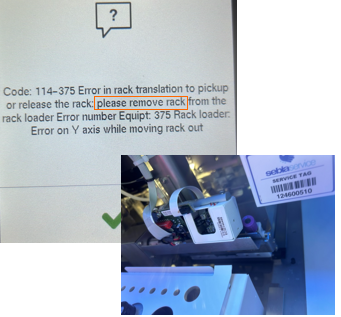 ?
Code: 114-375 Error in rack translation to pickup
or release the rack: please remove rack from the
rack loader Error number Equipt: 375 Rack loader:
Error on Y axis while moving rack out
sebia service
SERVICE TAG
124600510